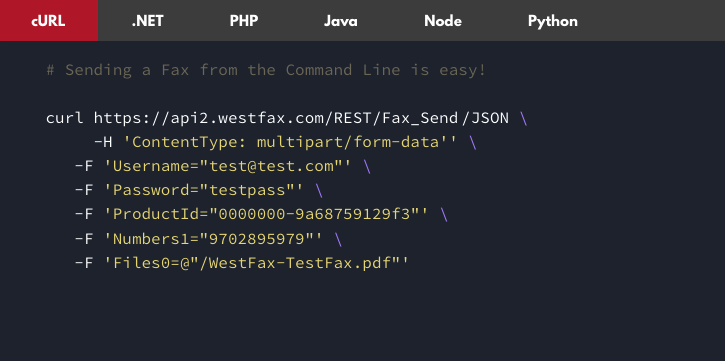 cURL .NET PHP Java Node Python
# Sending a Fax from the Command Line is easy!
curl https://api2.westfax.com/REST/Fax_Send/JSON \
-H 'ContentType: multipart/form-data'' \
-F 'Username="test@test.com"' \
-F 'Password="testpass"' \
-F 'ProductId="0000000-9a68759129f3"' \
-F 'Numbers1="9702895979"' \
-F 'Files0=@"/WestFax-TestFax.pdf"'